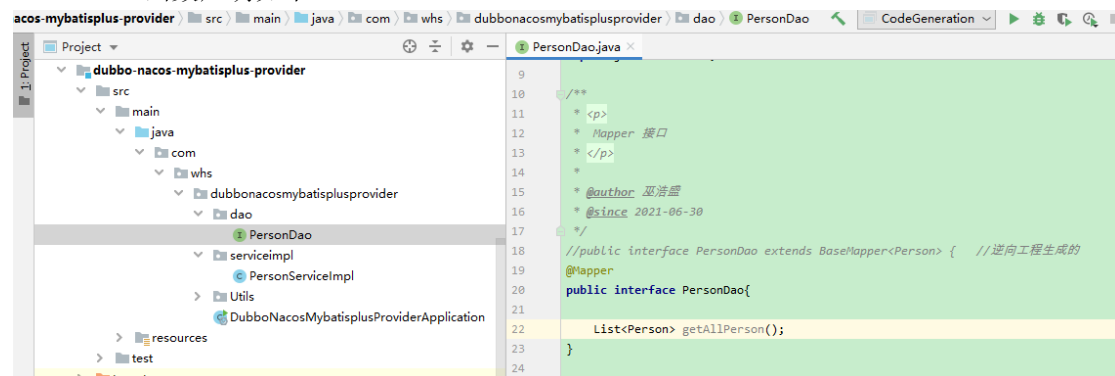 acos-mybatisplus-provider src main java com whs dubbonacosmybatisplusprovider dao PersonDao CodeGeneration
1: Project
Project
PersonDao.java
dubbo-nacos-mybatisplus-provider
src
main
java
com
whs
dubbonacosmybatisplusprovider
dao
PersonDao
serviceimpl
PersonServiceImpl
Utils
DubboNacosMybatisplusProviderApplication
resources
test
9
10 /**
11 * <p>
12 * Mapper 接口
13 * </p>
14 *
15 * @author 巫浩盛
16 * @since 2021-06-30
17 */
18 //public interface PersonDao extends BaseMapper<Person> { //逆向工程生成的
19 @Mapper
20 public interface PersonDao{
21
22 List<Person> getAllPerson();
23 }
24